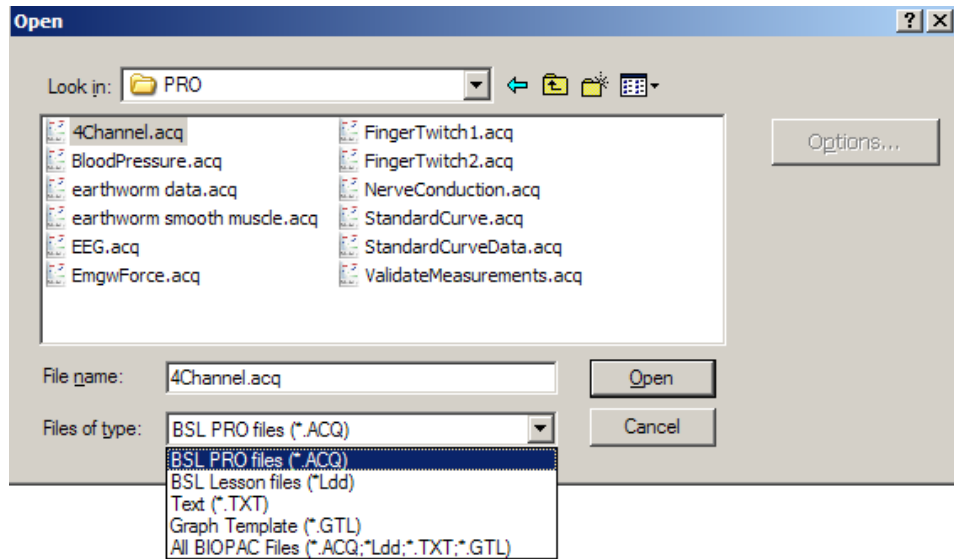 Open
Look in: PRO
4Channel.acq
BloodPressure.acq
earthworm data.acq
earthworm smooth muscle.acq
EEG.acq
EmgwForce.acq
FingerTwitch1.acq
FingerTwitch2.acq
NerveConduction.acq
StandardCurve.acq
StandardCurveData.acq
ValidateMeasurements.acq
Options...
File name: 4Channel.acq
Open
Files of type: BSL PRO files (*.ACQ)
Cancel
BSL PRO files (*.ACQ)
BSL Lesson files (*Ldd)
Text (*.TXT)
Graph Template (*.GTL)
All BIOPAC Files (*.ACQ;*Ldd;*.TXT;*.GTL)